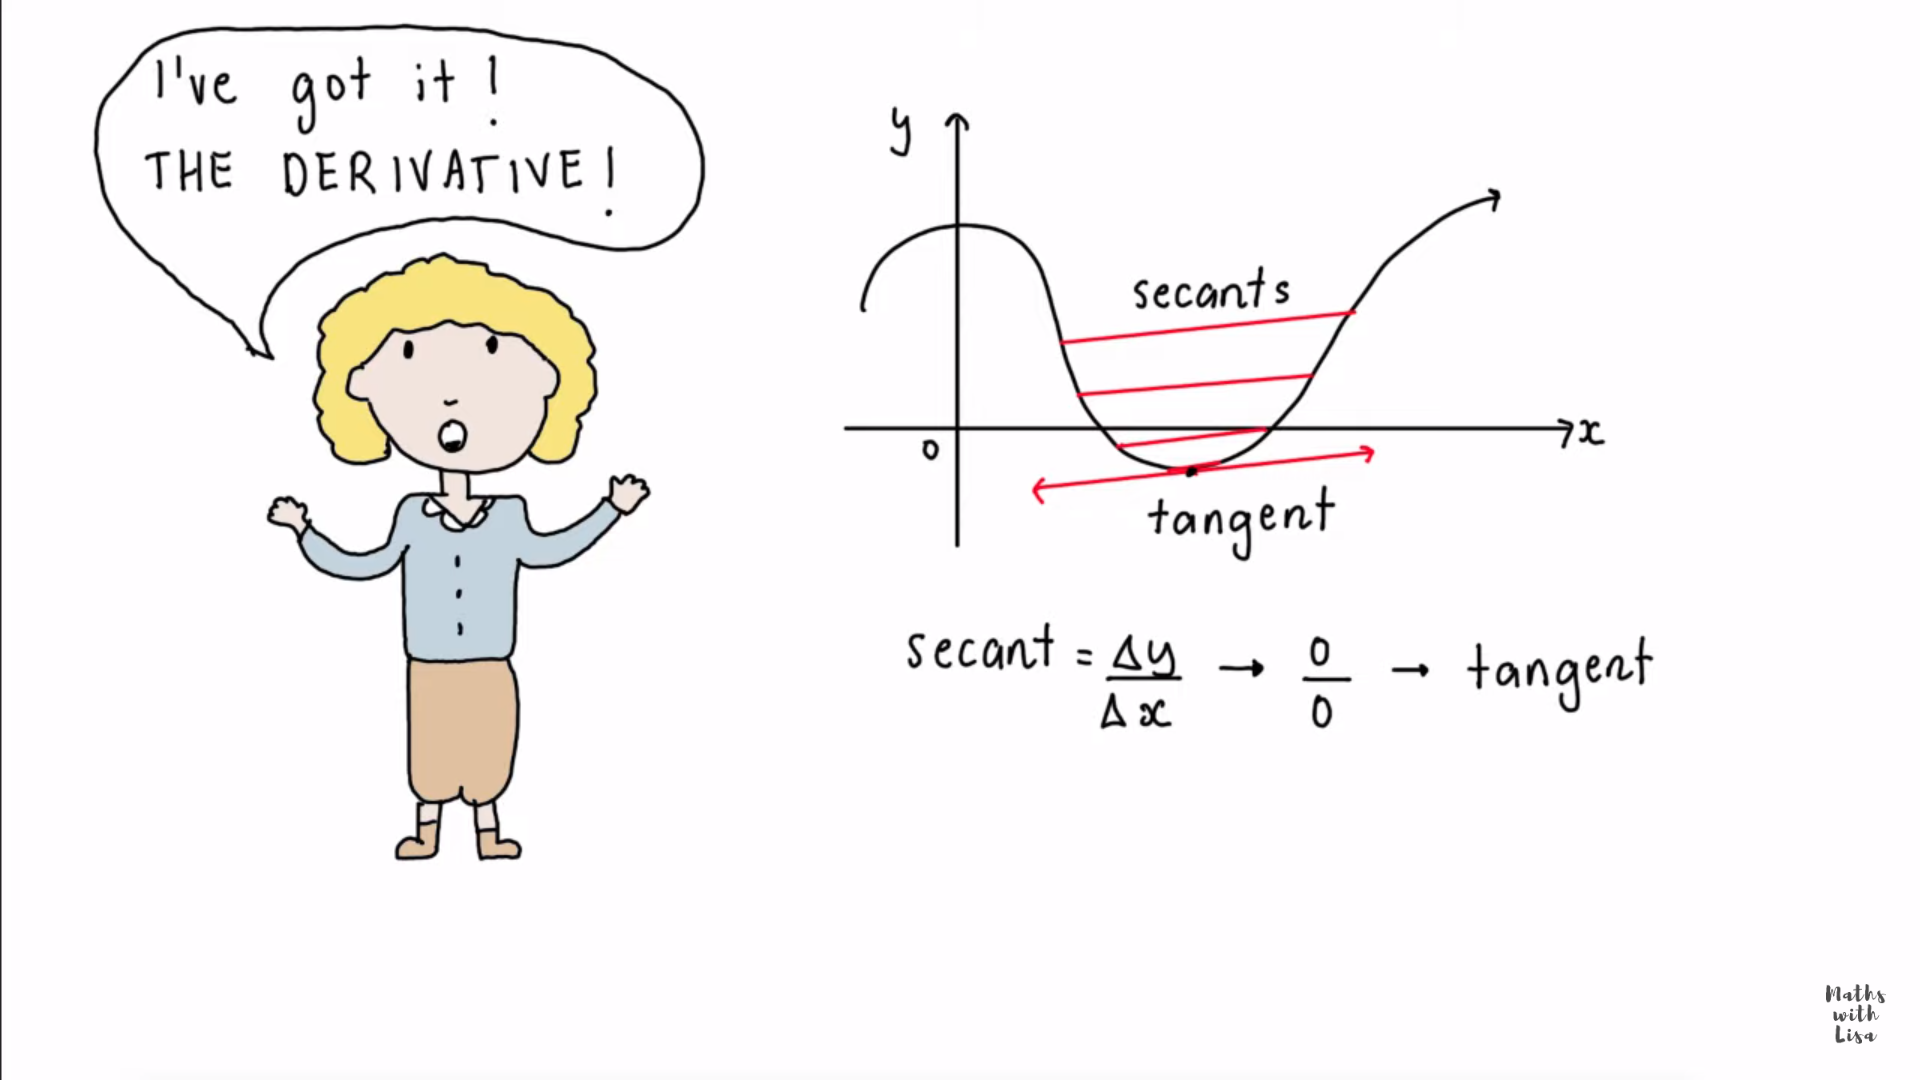 I've got it!
THE DERIVATIVE!
y
secants
0
x
tangent
secant = Δy/Δx → 0/0 → tangent
Maths
with
Lisa